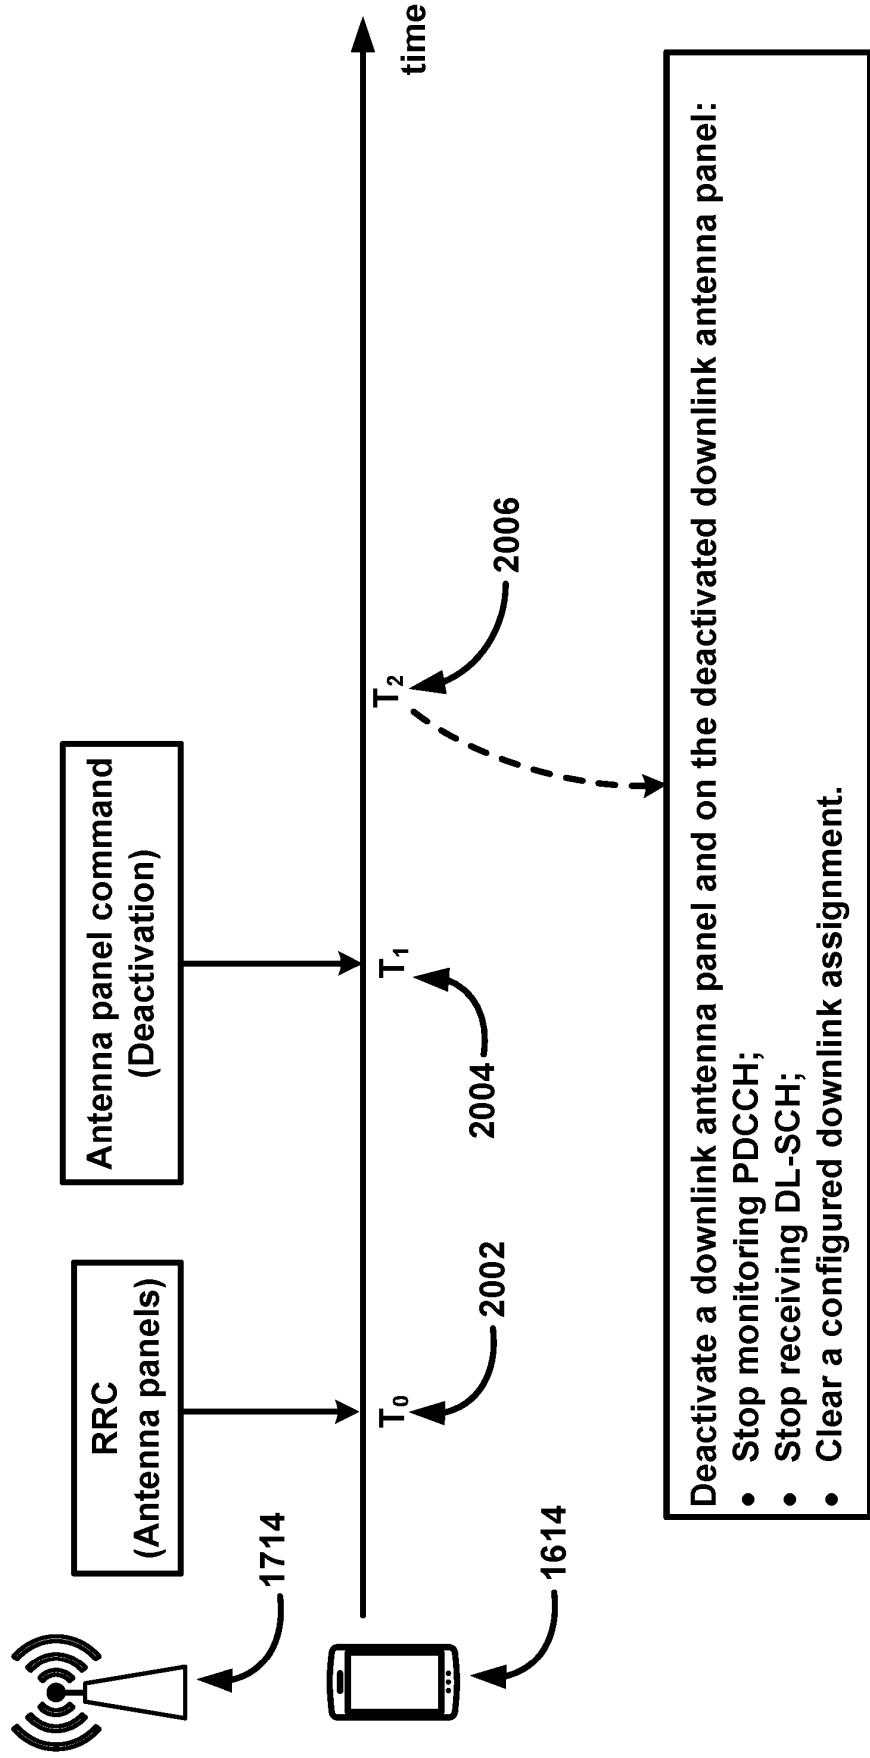 1714
RRC
(Antenna panels)
Antenna panel command
(Deactivation)
time
1614
T0
2002
T1
2004
T2
2006
Deactivate a downlink antenna panel and on the deactivated downlink antenna panel:
• Stop monitoring PDCCH;
• Stop receiving DL-SCH;
• Clear a configured downlink assignment.